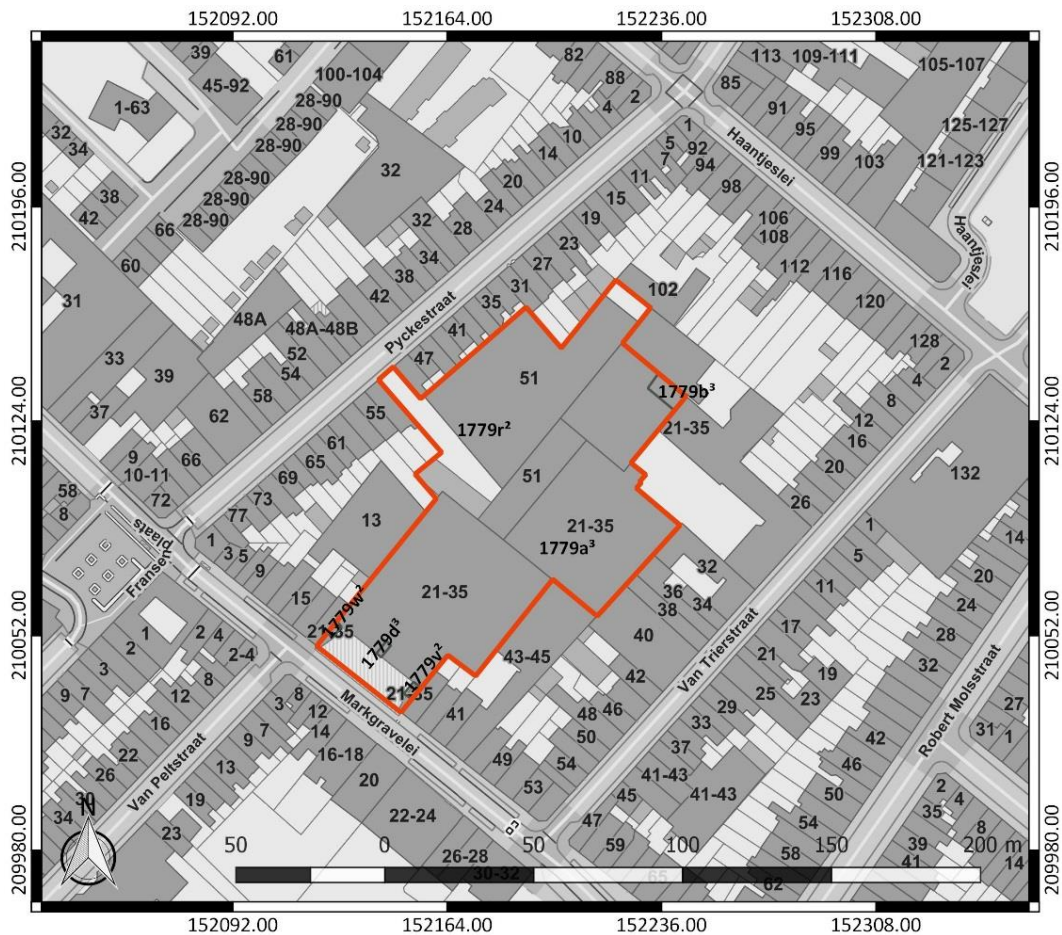 152092.00 152164.00 152236.00 152308.00
39 61 82 113 109-111 105-107
45-92 100-104 88 85
1-63 28-90 4 2 91
28-90 10 1 95 125-127
32 28-90 14 5 92 Haantjeslei 99 121-123
34 32 7 94 103
38 28-90 20 11 98
42 28-90 24 15
66 28-90 32 28 19 106 Haantjeslei
60 34 23 108
31 38 27 112 116
48A 42 31 102 120
48A-48B Pyckestraat 35
33 52 41 128
39 54 47 51 2
58 1779b³ 4
37 62 55 8
1779r² 21-35 12
9 61 16
10-11 66 65 51 20 132
58 72 69 26
8 73 13 21-35
77 1779a³ 1 14
plaats 1 5
Fransen 3 5 32 20
9 36 11
15 21-35 38 34 24
1779w² 17
1 2 4 21-35 1779d³ 40 28
2 2-4 1779v² 43-45 Van Trierstraat 21
3 8 21-35 42 19 32
9 7 12 3 8 41 25 23 27
16 12 Markgravelei 48 46 29 31 1
22 9 7 14 50 33 42
26 Van Peltstraat 13 16-18 49 54 37 Robert Molsstraat
30 20 53 41-43 46 2
34 N 19 22-24 45 41-43 50 35 4
23 47 54 8
50 0 50 100 150 200 m
26-28 59 58 39
30-32 65 62 41 14
152092.00 152164.00 152236.00 152308.00
210196.00
210124.00
210052.00
209980.00
210196.00
210124.00
210052.00
209980.00